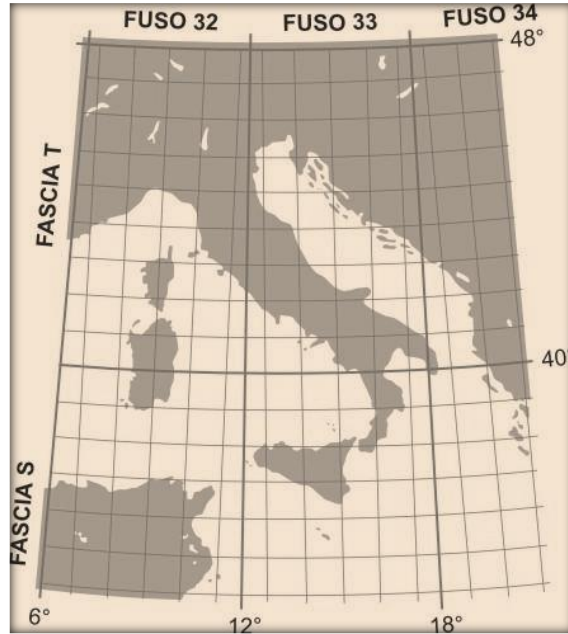 FUSO 32 FUSO 33 FUSO 34
48°
FASCIA T
40°
FASCIA S
6° 12° 18°